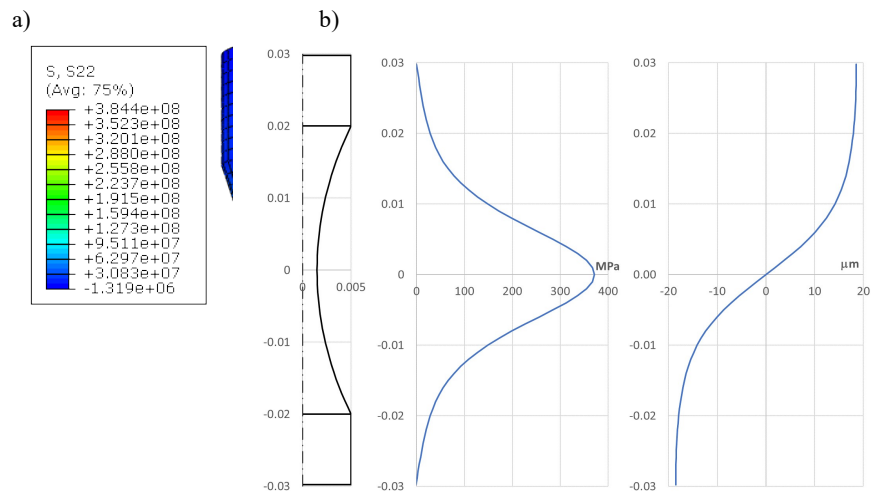 a)
b)
S, S22
(Avg: 75%)
+3.844e+08
+3.523e+08
+3.201e+08
+2.880e+08
+2.558e+08
+2.237e+08
+1.915e+08
+1.594e+08
+1.273e+08
+9.511e+07
+6.297e+07
+3.083e+07
-1.319e+06
0.03
0.02
0.01
0
-0.01
-0.02
-0.03
0 0.005
0.03
0.02
0.01
0
-0.01
-0.02
-0.03
MPa
0 100 200 300 400
0.03
0.02
0.01
0.00
-0.01
-0.02
-0.03
μm
-20 -10 0 10 20